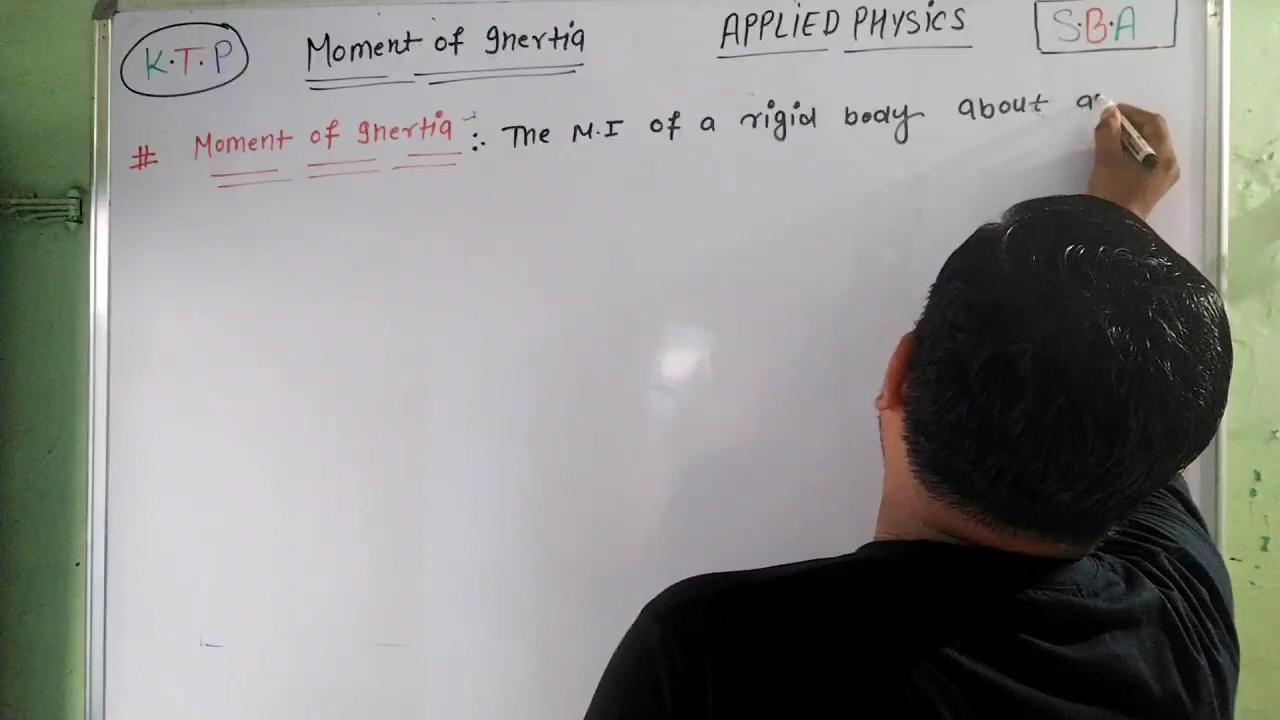 K.T.P Moment of Inertia APPLIED PHYSICS S.B.A
# Moment of Inertia :. The M.I of a rigid body about a